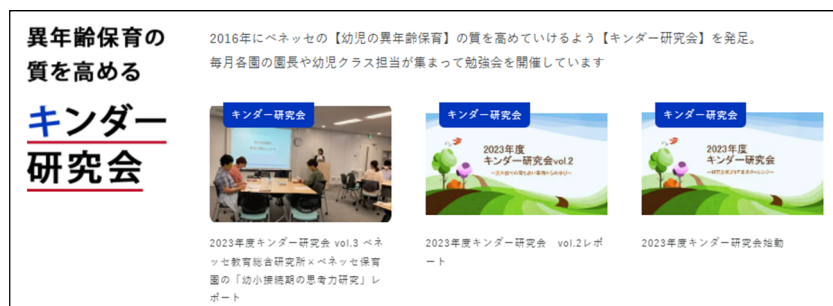 異年齢保育の
質を高める
キンダー
研究会
2016年にベネッセの【幼児の異年齢保育】の質を高めていけるよう【キンダー研究会】を発足。
毎月各園の園長や幼児クラス担当が集まって勉強会を開催しています
キンダー研究会
2023年度キンダー研究会 vol.3 ベネ
ッセ教育総合研究所×ベネッセ保育
園の「幼小接続期の思考力研究」レ
ポート
キンダー研究会
2023年度
キンダー研究会vol.2
2023年度キンダー研究会 vol.2レポ
ート
キンダー研究会
2023年度
キンダー研究会
2023年度キンダー研究会始動